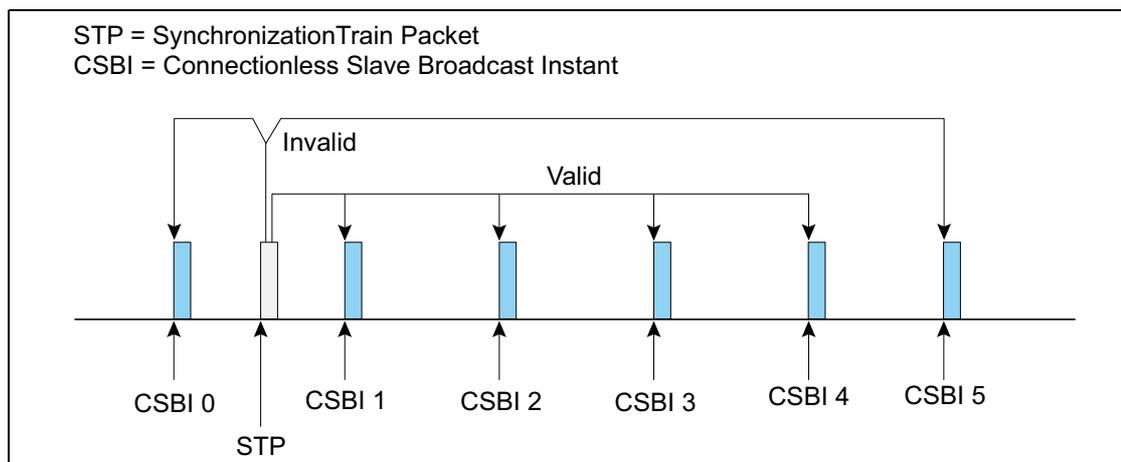 STP = SynchronizationTrain Packet
CSBI = Connectionless Slave Broadcast Instant
Invalid
Valid
CSBI 0
CSBI 1
CSBI 2
CSBI 3
CSBI 4
CSBI 5
STP